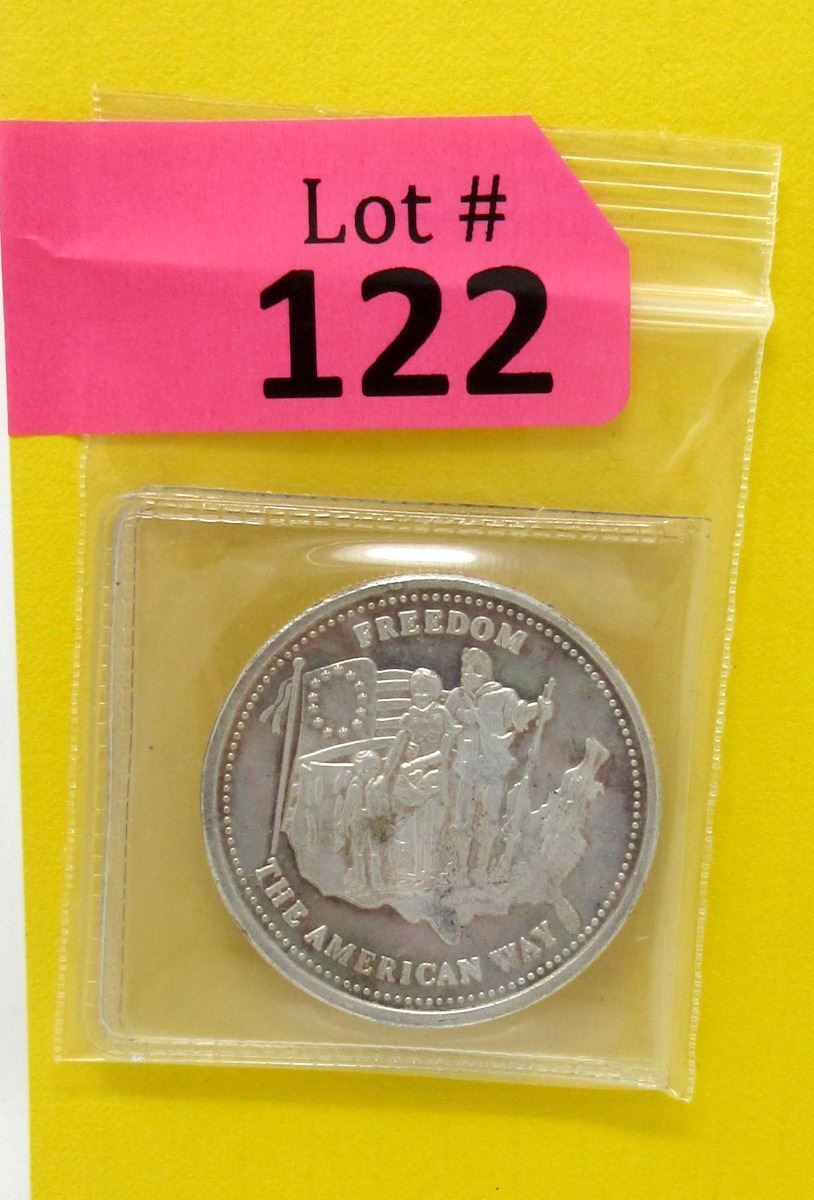 Lot #
122
FREEDOM
THE AMERICAN WAY